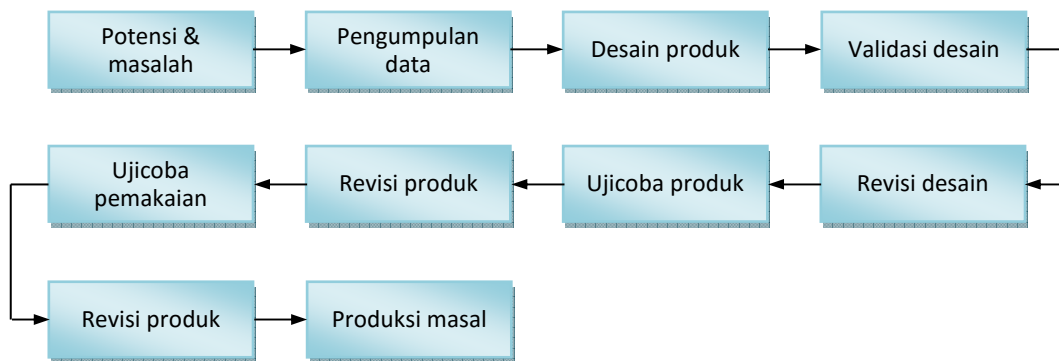 Potensi &
masalah
Pengumpulan
data
Desain produk
Validasi desain
Revisi desain
Ujicoba produk
Revisi produk
Ujicoba
pemakaian
Revisi produk
Produksi masal